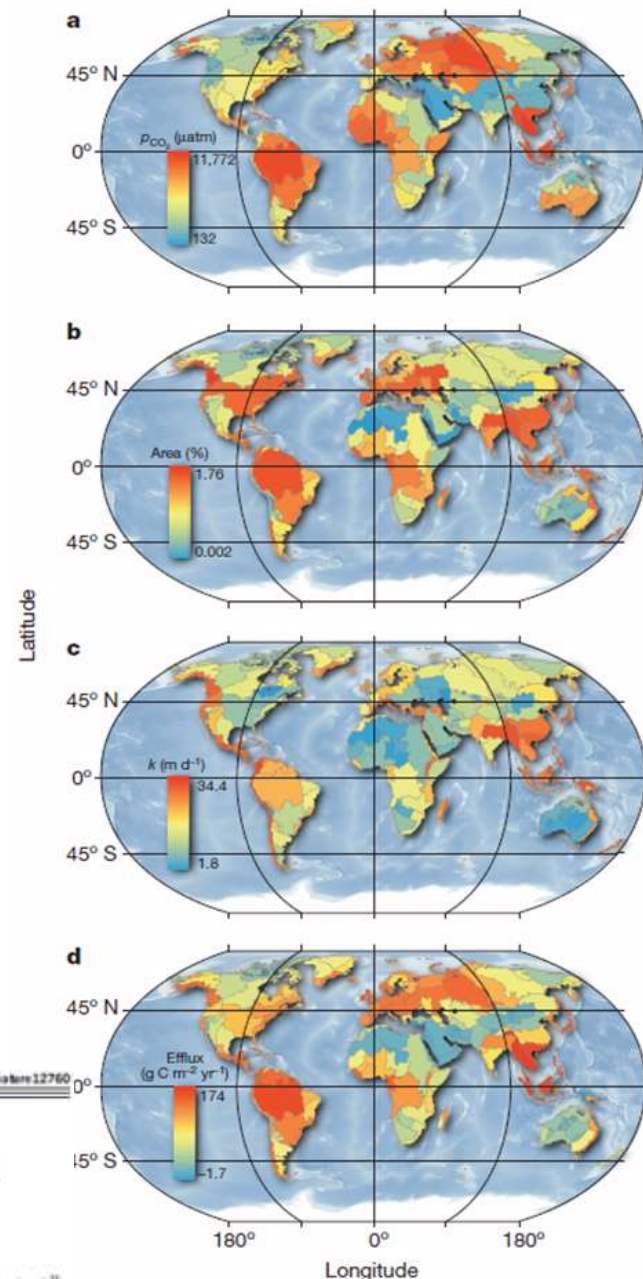 a
45° N
pCO₂ (μatm)
11,772
0°
45° S
132
b
45° N
Area (%)
0°
1.76
45° S
0.002
Latitude
c
45° N
k (m d⁻¹)
0°
34.4
45° S
1.8
d
45° N
Efflux
(g C m⁻² yr⁻¹)
ature12760
0°
174
45° S
–1.7
180° 0° 180°
Longitude